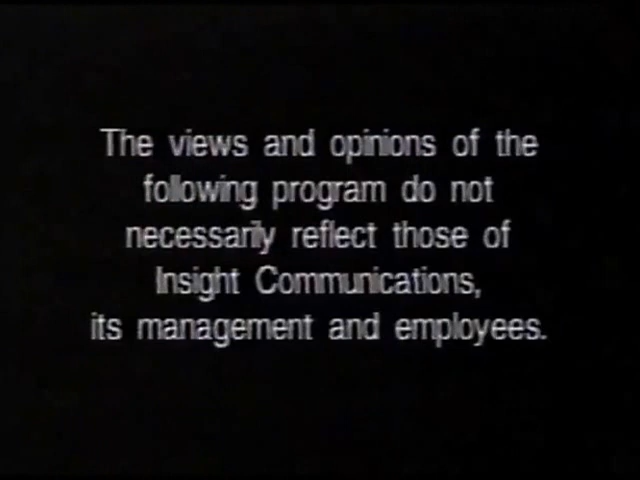 The views and opinions of the
following program do not
necessarily reflect those of
Insight Communications,
its management and employees.